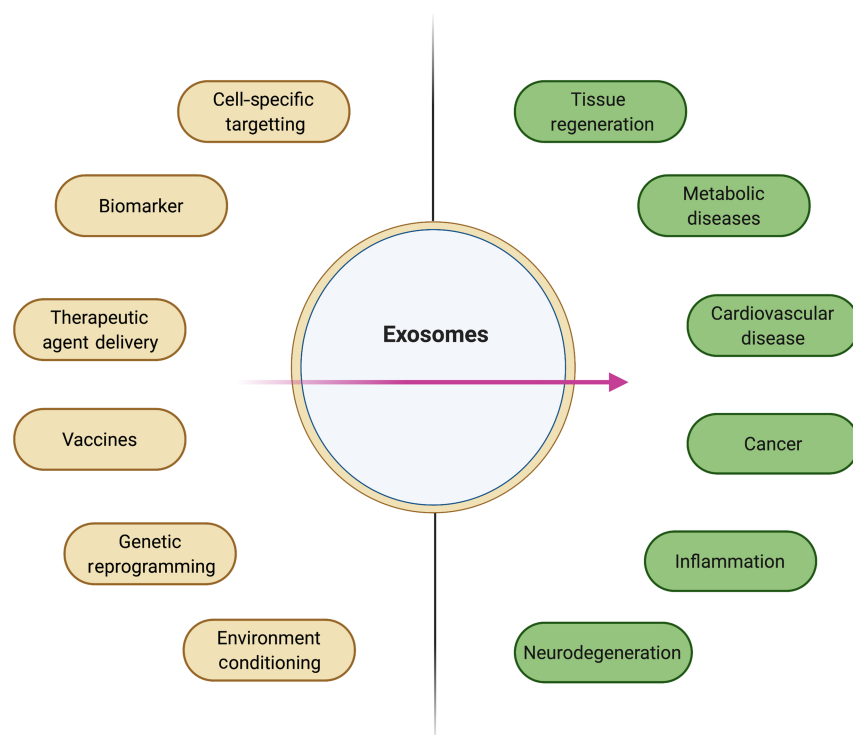 Cell-specific
targetting
Biomarker
Therapeutic
agent delivery
Vaccines
Genetic
reprogramming
Environment
conditioning
Exosomes
Tissue
regeneration
Metabolic
diseases
Cardiovascular
disease
Cancer
Inflammation
Neurodegeneration